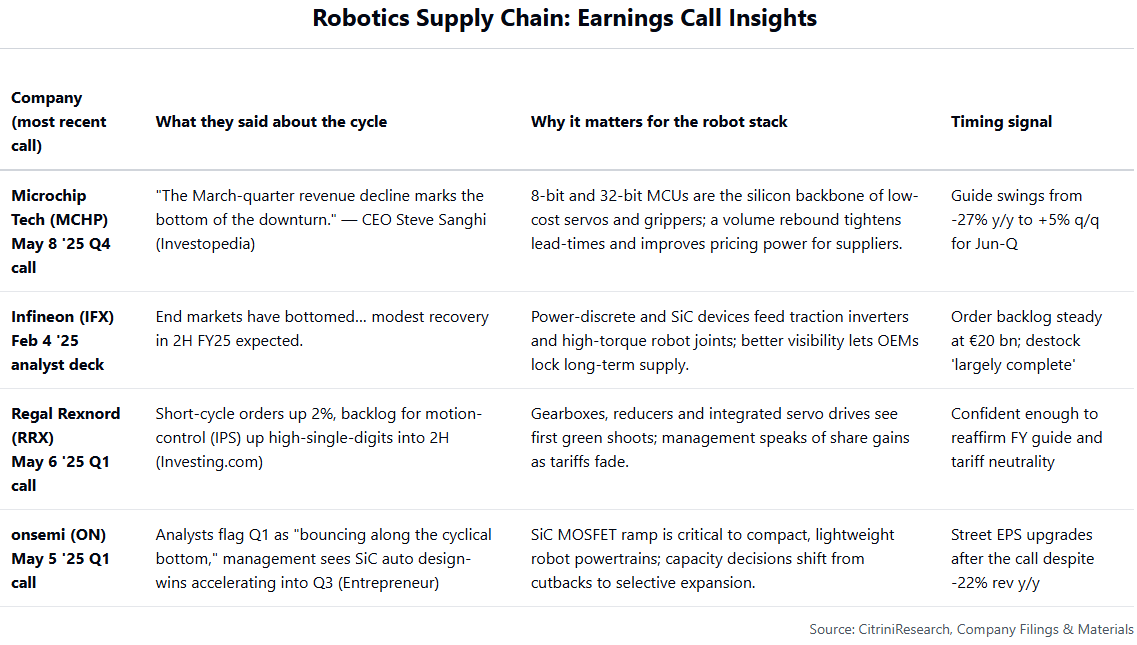 Robotics Supply Chain: Earnings Call Insights
Company
(most recent
call)
What they said about the cycle
Why it matters for the robot stack
Timing signal
Microchip
Tech (MCHP)
May 8 '25 Q4
call
"The March-quarter revenue decline marks the
bottom of the downturn." — CEO Steve Sanghi
(Investopedia)
8-bit and 32-bit MCUs are the silicon backbone of low-
cost servos and grippers; a volume rebound tightens
lead-times and improves pricing power for suppliers.
Guide swings from
-27% y/y to +5% q/q
for Jun-Q
Infineon (IFX)
Feb 4 '25
analyst deck
End markets have bottomed... modest recovery
in 2H FY25 expected.
Power-discrete and SiC devices feed traction inverters
and high-torque robot joints; better visibility lets OEMs
lock long-term supply.
Order backlog steady
at €20 bn; destock
'largely complete'
Regal Rexnord
(RRX)
May 6 '25 Q1
call
Short-cycle orders up 2%, backlog for motion-
control (IPS) up high-single-digits into 2H
(Investing.com)
Gearboxes, reducers and integrated servo drives see
first green shoots; management speaks of share gains
as tariffs fade.
Confident enough to
reaffirm FY guide and
tariff neutrality
onsemi (ON)
May 5 '25 Q1
call
Analysts flag Q1 as "bouncing along the cyclical
bottom," management sees SiC auto design-
wins accelerating into Q3 (Entrepreneur)
SiC MOSFET ramp is critical to compact, lightweight
robot powertrains; capacity decisions shift from
cutbacks to selective expansion.
Street EPS upgrades
after the call despite
-22% rev y/y
Source: CitriniResearch, Company Filings & Materials